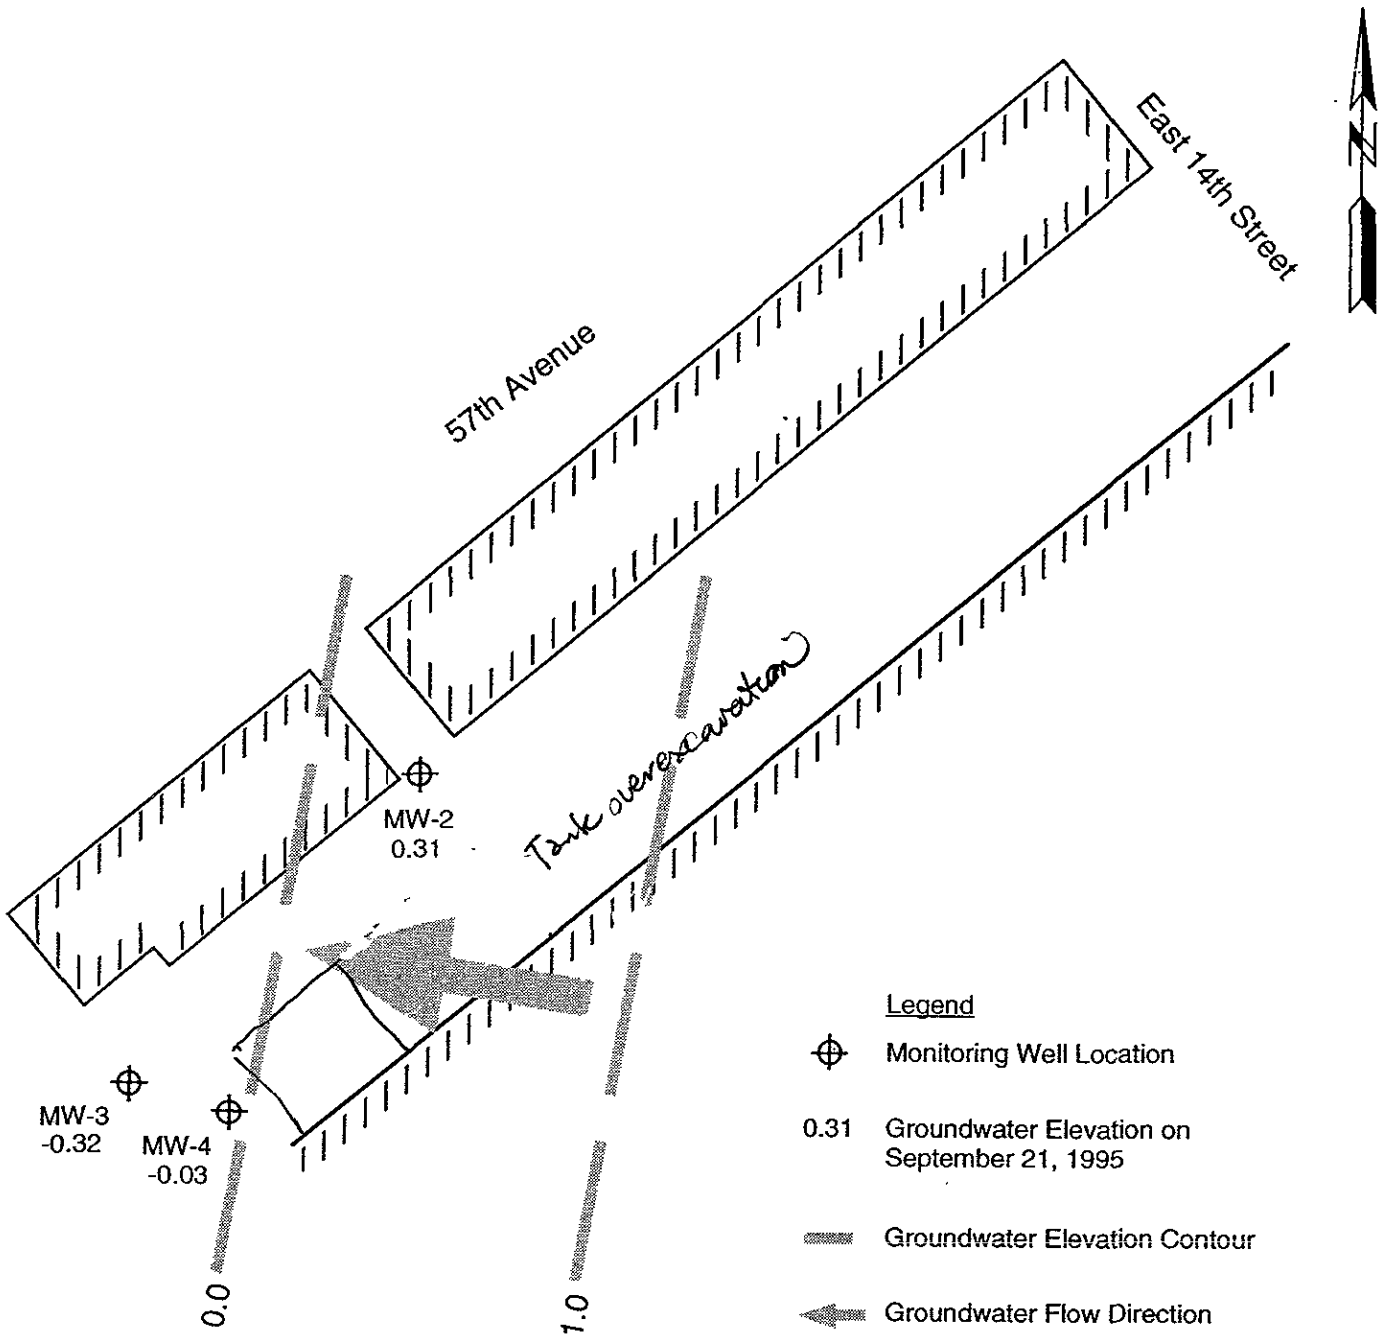 N
East 14th Street
57th Avenue
Tank overexcavation
MW-2
0.31
MW-3
-0.32
MW-4
-0.03
0.0
1.0
Legend
Monitoring Well Location
0.31 Groundwater Elevation on
September 21, 1995
Groundwater Elevation Contour
Groundwater Flow Direction